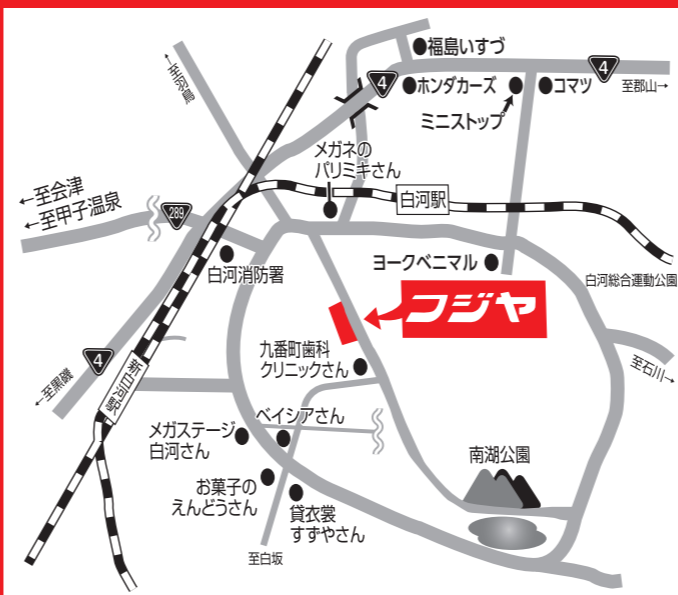 福島いすゞ
4
4
ホンダカーズ
コマツ
至郡山→
ミニストップ
←至羽鳥
メガネの
パリミキさん
白河駅
←至会津
←至甲子温泉
289
白河消防署
ヨークベニマル
白河総合運動公園
フジヤ
九番町歯科
クリニックさん
至石川→
4
←至黒磯
新白河駅
ベイシアさん
メガステージ
白河さん
南湖公園
お菓子の
えんどうさん
貸衣裳
すずやさん
至白坂